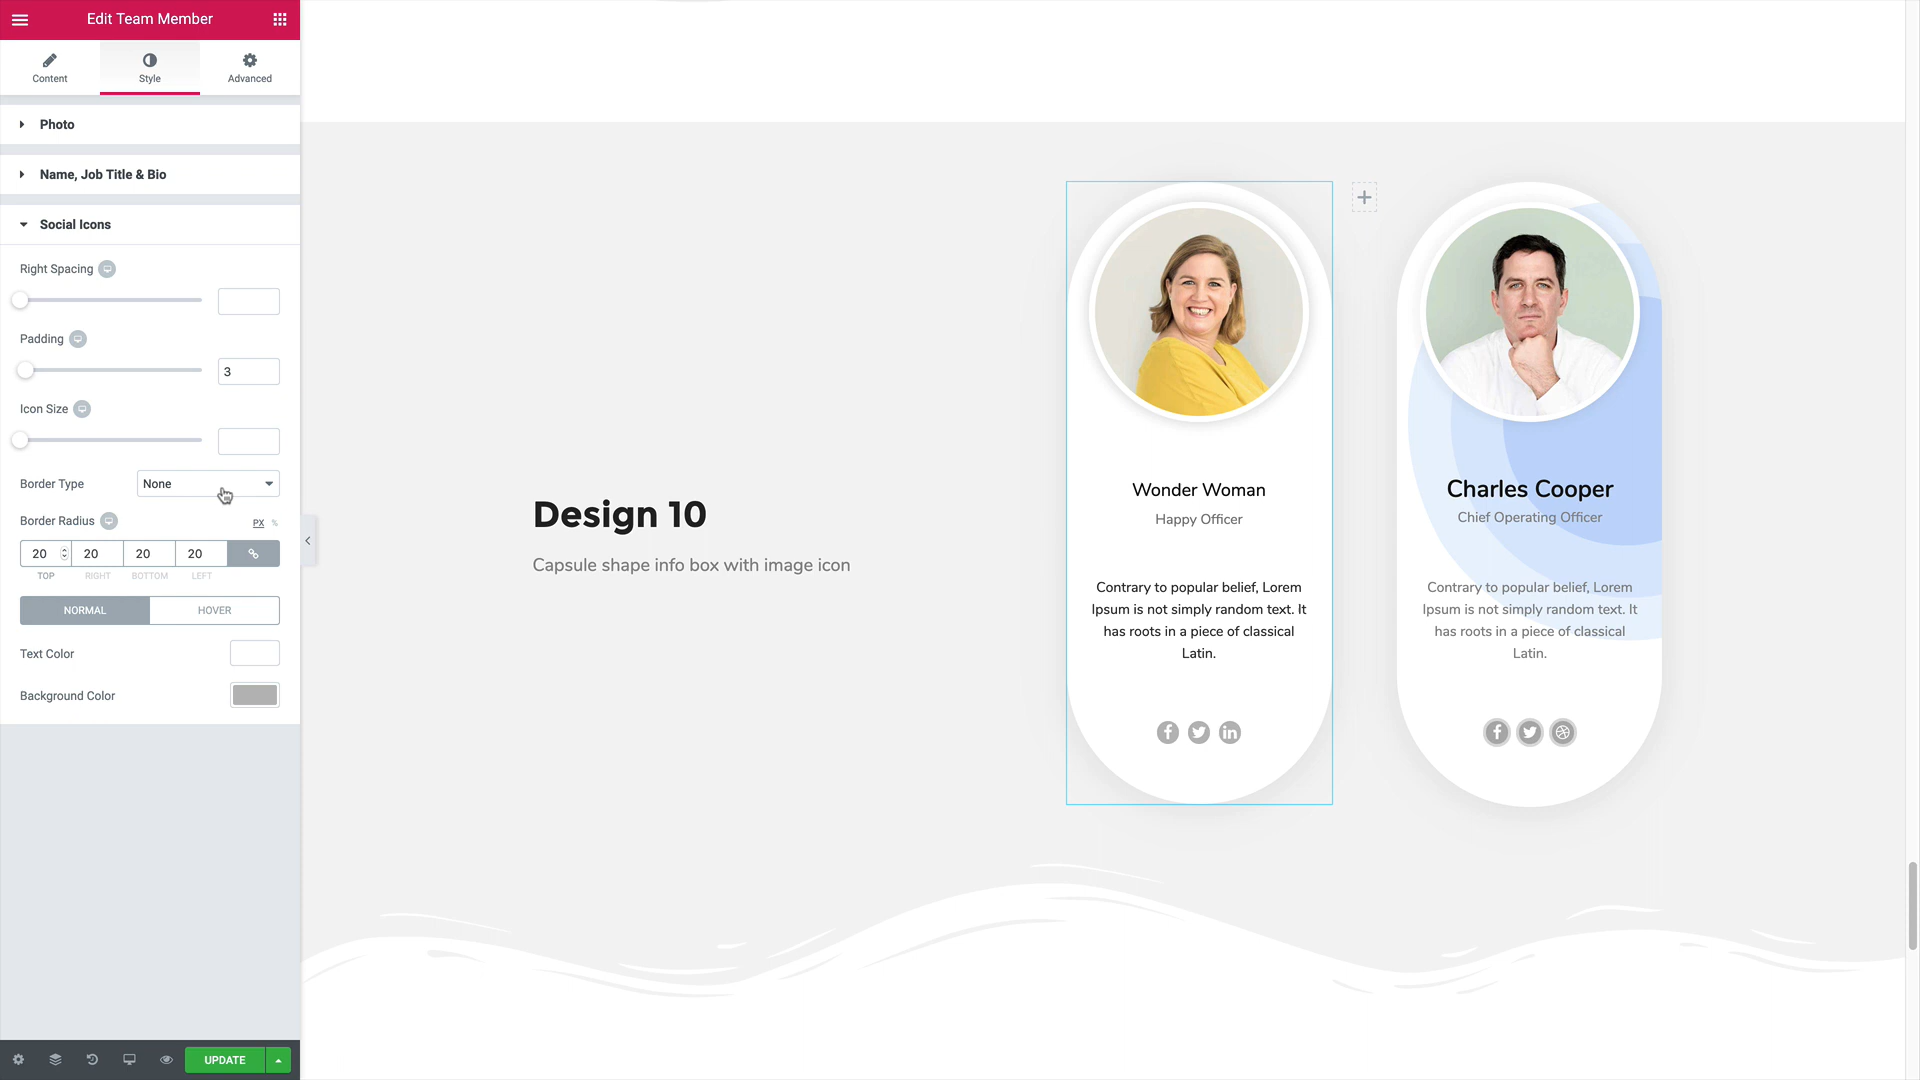 Edit Team Member
Content
Style
Advanced
Photo
Name, Job Title & Bio
Social Icons
Right Spacing
Padding
3
Icon Size
Border Type
None
Border Radius
PX %
20 20 20 20
TOP RIGHT BOTTOM LEFT
NORMAL HOVER
Text Color
Background Color
UPDATE
Design 10
Capsule shape info box with image icon
Wonder Woman
Happy Officer
Contrary to popular belief, Lorem
Ipsum is not simply random text. It
has roots in a piece of classical
Latin.
Charles Cooper
Chief Operating Officer
Contrary to popular belief, Lorem
Ipsum is not simply random text. It
has roots in a piece of classical
Latin.